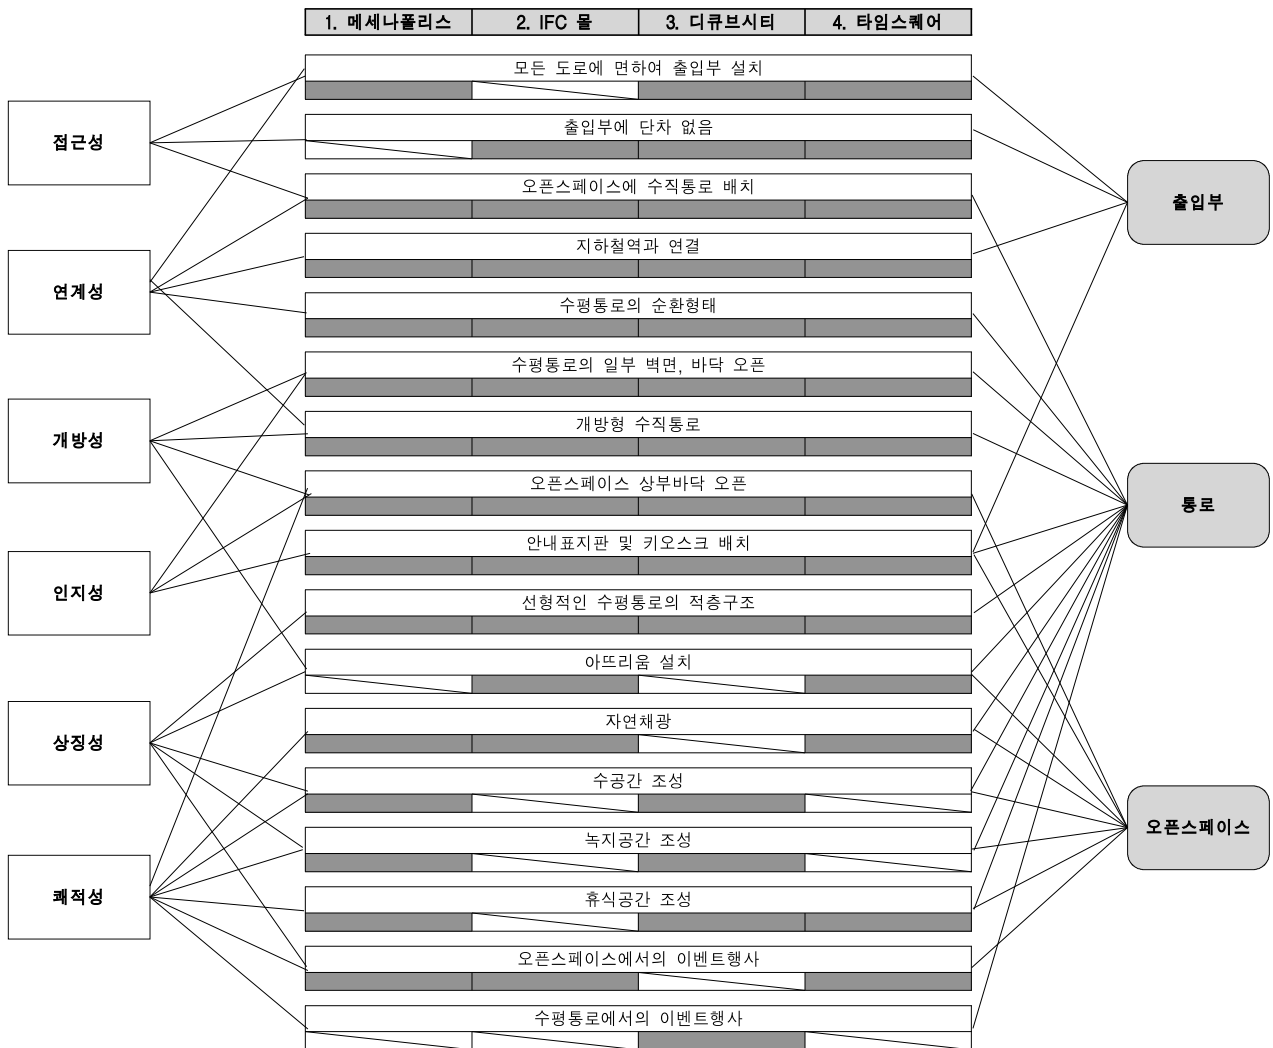 1. 메세나폴리스 2. IFC 몰 3. 디큐브시티 4. 타임스퀘어
모든 도로에 면하여 출입부 설치
접근성
출입부에 단차 없음
오픈스페이스에 수직통로 배치
출입부
지하철역과 연결
연계성
수평통로의 순환형태
수평통로의 일부 벽면, 바닥 오픈
개방성
개방형 수직통로
오픈스페이스 상부바닥 오픈
통로
안내표지판 및 키오스크 배치
인지성
선형적인 수평통로의 적층구조
아뜨리움 설치
자연채광
상징성
수공간 조성
오픈스페이스
녹지공간 조성
휴식공간 조성
쾌적성
오픈스페이스에서의 이벤트행사
수평통로에서의 이벤트행사